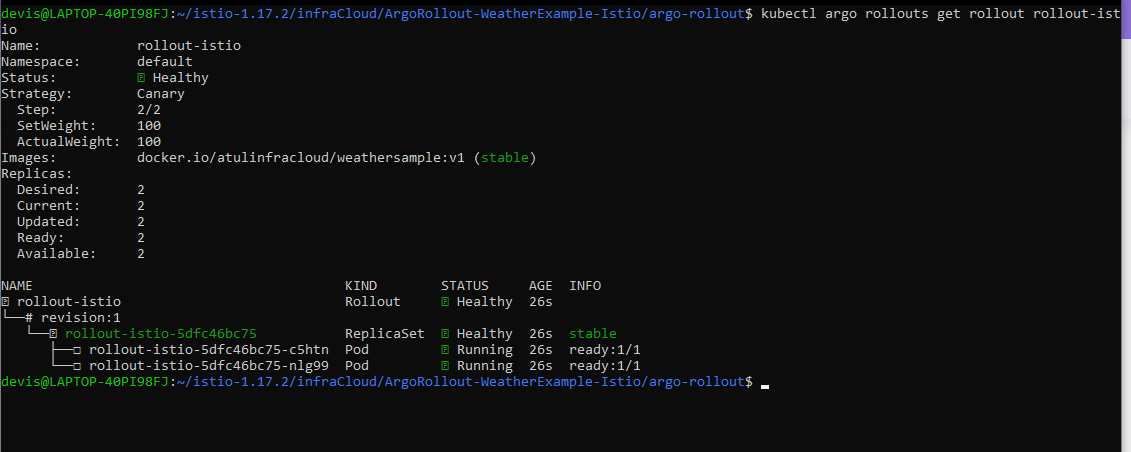 devis@LAPTOP-40PI98FJ:~/istio-1.17.2/infraCloud/ArgoRollout-WeatherExample-Istio/argo-rollout$ kubectl argo rollouts get rollout rollout-ist
io
Name:            rollout-istio
Namespace:       default
Status:          Healthy
Strategy:        Canary
  Step:          2/2
  SetWeight:     100
  ActualWeight:  100
Images:          docker.io/atulinfracloud/weathersample:v1 (stable)
Replicas:
  Desired:       2
  Current:       2
  Updated:       2
  Ready:         2
  Available:     2
NAME                                       KIND        STATUS     AGE  INFO
rollout-istio                            Rollout     Healthy  26s
└──# revision:1
   └── rollout-istio-5dfc46bc75           ReplicaSet  Healthy  26s  stable
      ├──□ rollout-istio-5dfc46bc75-c5htn  Pod         Running  26s  ready:1/1
      └──□ rollout-istio-5dfc46bc75-nlg99  Pod         Running  26s  ready:1/1
devis@LAPTOP-40PI98FJ:~/istio-1.17.2/infraCloud/ArgoRollout-WeatherExample-Istio/argo-rollout$